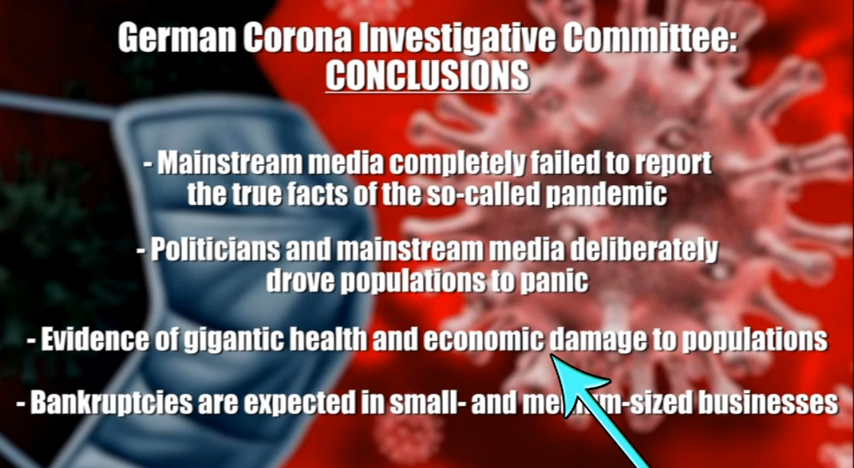 German Corona Investigative Committee:
CONCLUSIONS
- Mainstream media completely failed to report
the true facts of the so-called pandemic
- Politicians and mainstream media deliberately
drove populations to panic
- Evidence of gigantic health and economic damage to populations
- Bankruptcies are expected in small- and medium-sized businesses